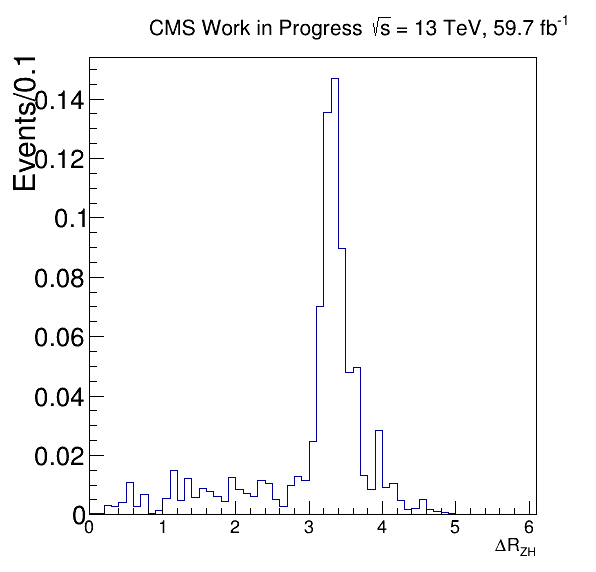 CMS Work in Progress √s = 13 TeV, 59.7 fb⁻¹
Events/0.1
0.14
0.12
0.1
0.08
0.06
0.04
0.02
0
0 1 2 3 4 5 6
ΔR_ZH